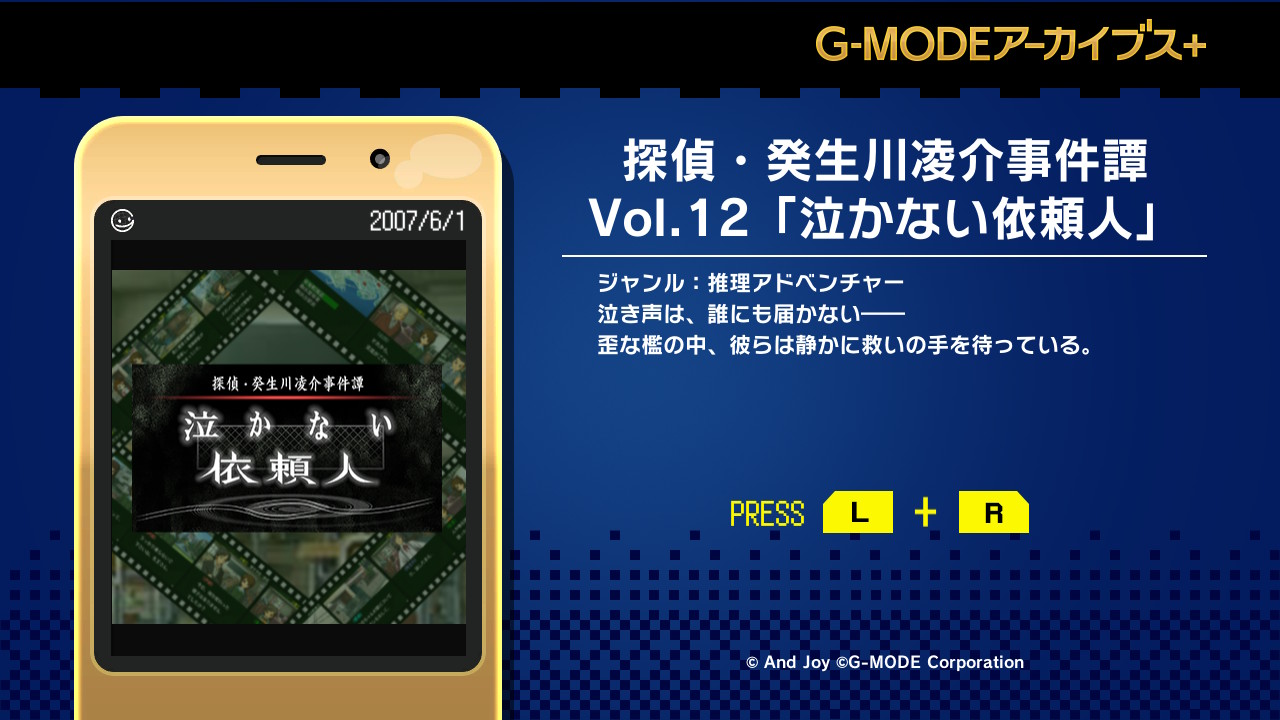 G-MODEアーカイブス+
探偵・癸生川凌介事件譚
Vol.12「泣かない依頼人」
ジャンル：推理アドベンチャー
泣き声は、誰にも届かない――
歪な檻の中、彼らは静かに救いの手を待っている。
2007/6/1
探偵・癸生川凌介事件譚
泣かない
依頼人
PRESS L + R
© And Joy ©G-MODE Corporation